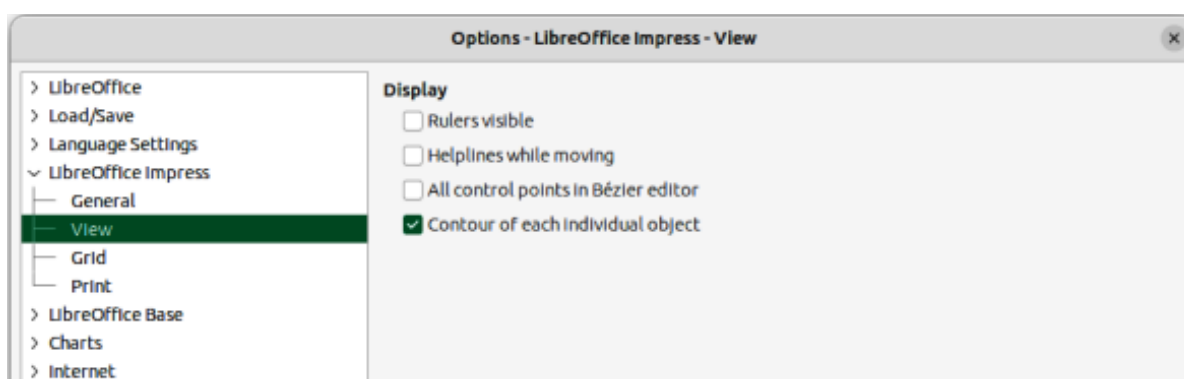 Options - LibreOffice Impress - View
LibreOffice
Load/Save
Language Settings
LibreOffice Impress
General
View
Grid
Print
LibreOffice Base
Charts
Internet
Display
Rulers visible
Helplines while moving
All control points in Bézier editor
Contour of each individual object